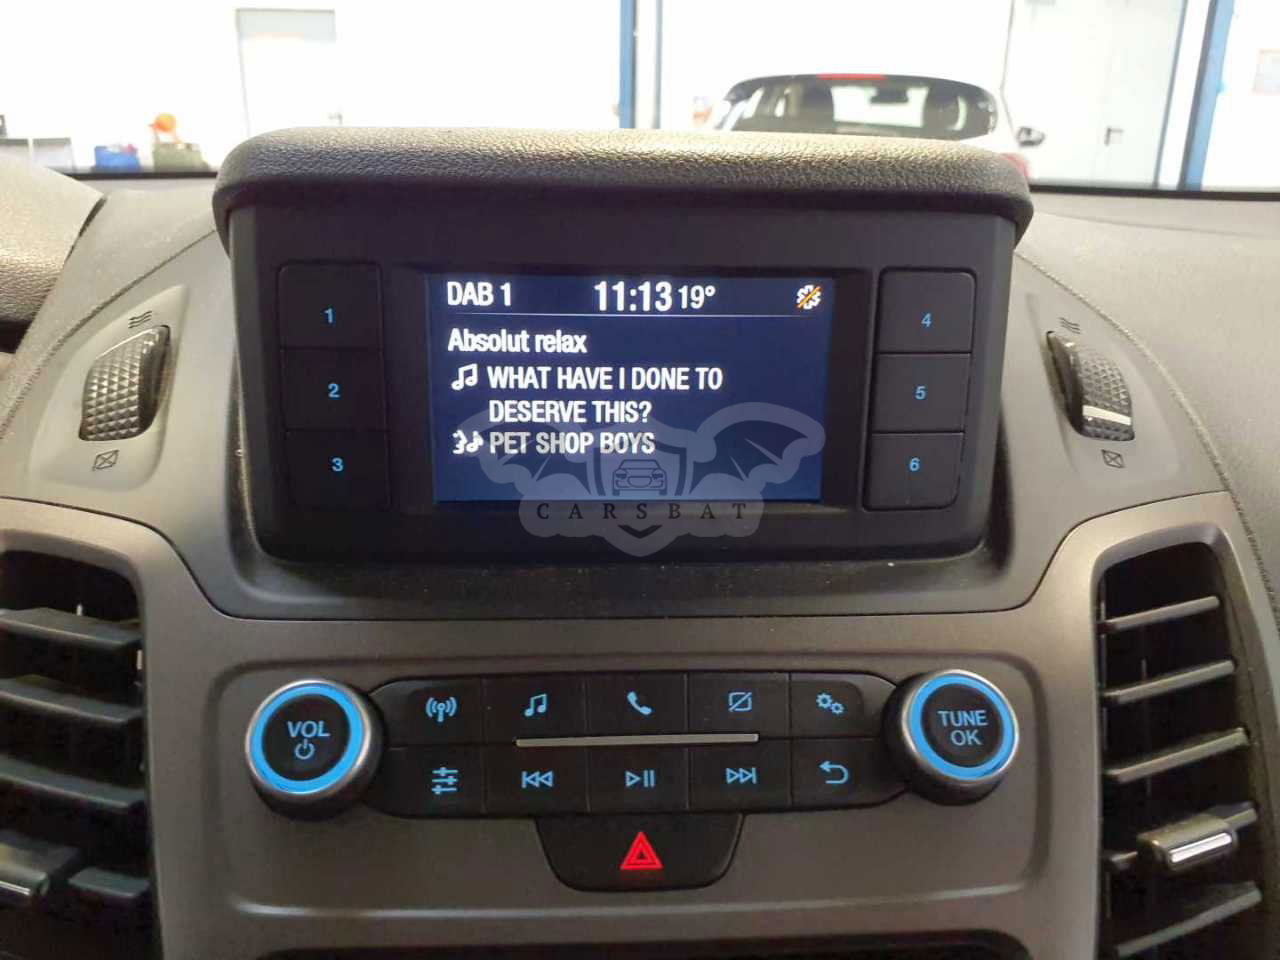 DAB 1 11:13 19°
Absolut relax
WHAT HAVE I DONE TO
DESERVE THIS?
PET SHOP BOYS
CARSBAT
1
2
3
4
5
6
VOL
TUNE
OK